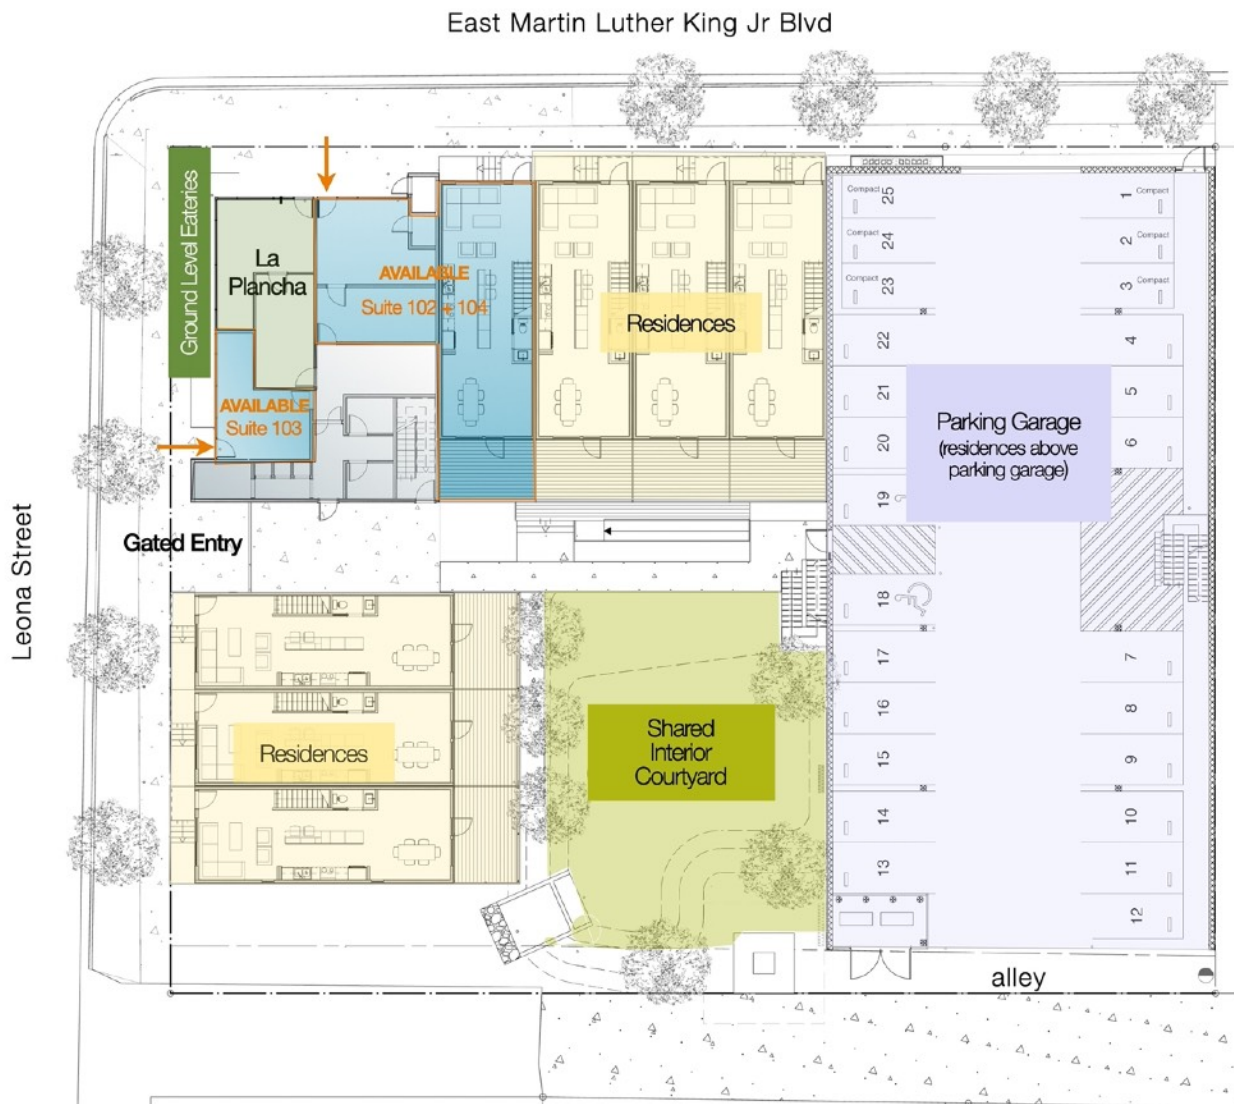 East Martin Luther King Jr Blvd
Ground Level Eateries
La
Plancha
AVAILABLE
Suite 102 + 104
AVAILABLE
Suite 103
Residences
Compact
25
24
Compact
23
Compact
22
21
20
19
18
17
16
15
14
13
1
Compact
2
Compact
3
Compact
4
5
6
7
8
9
10
11
12
Parking Garage
(residences above
parking garage)
Leona Street
Gated Entry
Residences
Shared
Interior
Courtyard
alley